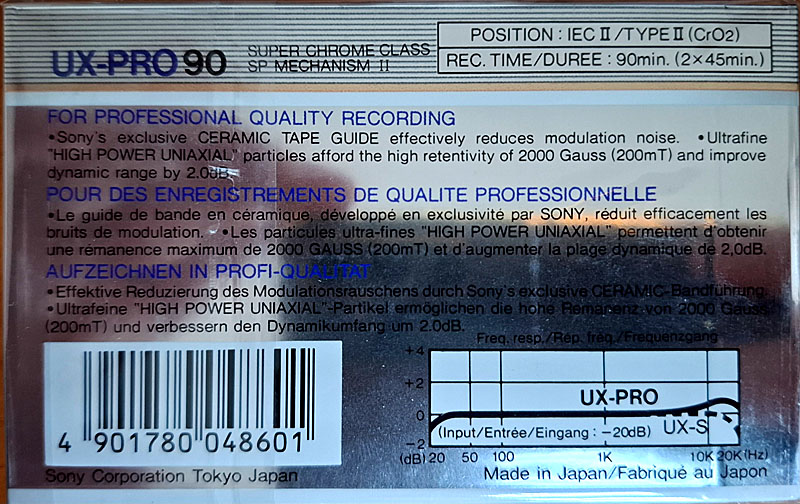 UX-PRO 90
SUPER CHROME CLASS
SP MECHANISM II
POSITION : IEC II/TYPE II (CrO2)
REC. TIME/DUREE : 90min. (2×45min.)
FOR PROFESSIONAL QUALITY RECORDING
•Sony's exclusive CERAMIC TAPE GUIDE effectively reduces modulation noise. •Ultrafine
"HIGH POWER UNIAXIAL" particles afford the high retentivity of 2000 Gauss (200mT) and improve
dynamic range by 2.0dB.
POUR DES ENREGISTREMENTS DE QUALITE PROFESSIONNELLE
•Le guide de bande en céramique, développé en exclusivité par SONY, réduit efficacement les
bruits de modulation. •Les particules ultra-fines "HIGH POWER UNIAXIAL" permettent d'obtenir
une rémanence maximum de 2000 GAUSS (200mT) et d'augmenter la plage dynamique de 2,0dB.
AUFZEICHNEN IN PROFI-QUALITÄT
•Effektive Reduzierung des Modulationsrauschens durch Sony's exclusive CERAMIC-Bandführung.
•Ultrafeine "HIGH POWER UNIAXIAL"-Partikel ermöglichen die hohe Remanenz von 2000 Gauss
(200mT) und verbessern den Dynamikumfang um 2.0dB.
Freq. resp./Rép. fréq./Frequenzgang
+4
+2
0
−2
UX-PRO
UX-S
(Input/Entrée/Eingang : −20dB)
(dB) 20 50 100 1K 10K 20K (Hz)
4 901780 048601
Sony Corporation Tokyo Japan
Made in Japan/Fabriqué au Japon